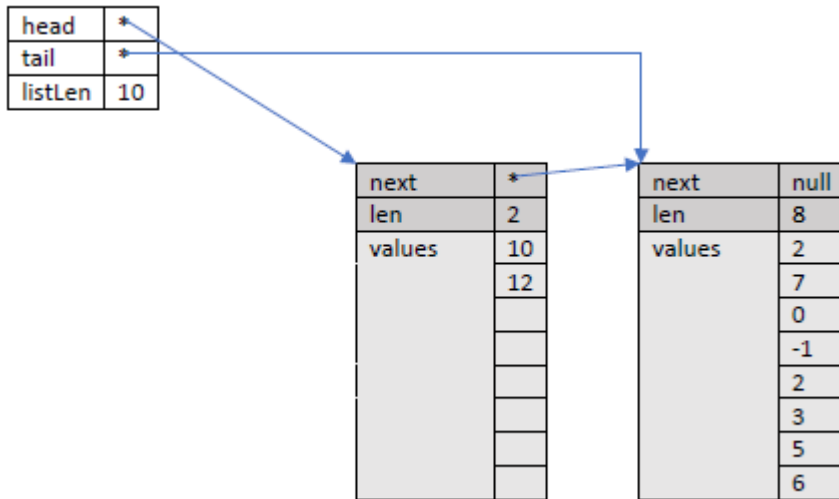 head *
tail *
listLen 10
next *
len 2
values 10
12
next null
len 8
values 2
7
0
-1
2
3
5
6